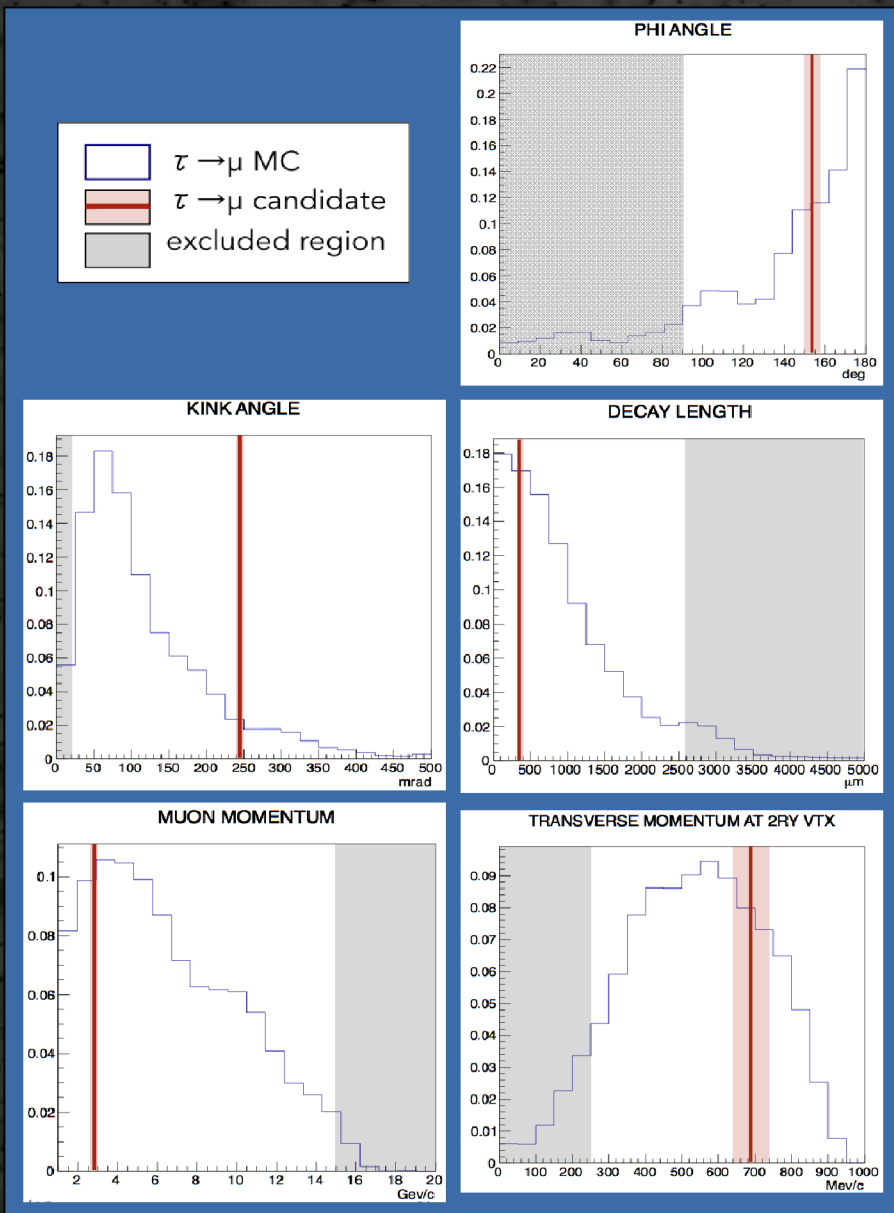 PHI ANGLE
τ →μ MC
τ →μ candidate
excluded region
0.22
0.2
0.18
0.16
0.14
0.12
0.1
0.08
0.06
0.04
0.02
0
0 20 40 60 80 100 120 140 160 180
deg
KINK ANGLE
0.18
0.16
0.14
0.12
0.1
0.08
0.06
0.04
0.02
0
0 50 100 150 200 250 300 350 400 450 500
mrad
DECAY LENGTH
0.18
0.16
0.14
0.12
0.1
0.08
0.06
0.04
0.02
0
500 1000 1500 2000 2500 3000 3500 4000 4500 5000
μm
MUON MOMENTUM
0.1
0.08
0.06
0.04
0.02
0
2 4 6 8 10 12 14 16 18 20
Gev/c
TRANSVERSE MOMENTUM AT 2RY VTX
0.09
0.08
0.07
0.06
0.05
0.04
0.03
0.02
0.01
0
0 100 200 300 400 500 600 700 800 900 1000
Mev/c